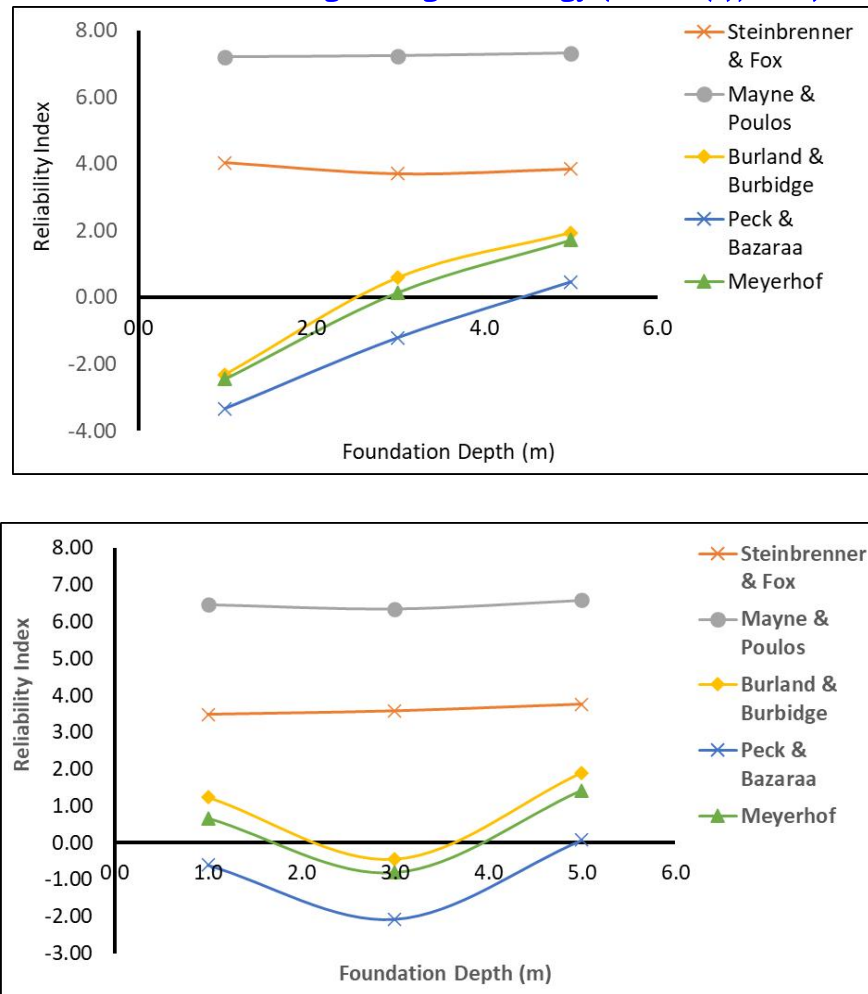 8.00
6.00
4.00
2.00
0.00
-2.00
-4.00
Reliability Index
0.0
2.0
4.0
6.0
Foundation Depth (m)
Steinbrenner
& Fox
Mayne &
Poulos
Burland &
Burbidge
Peck &
Bazaraa
Meyerhof
8.00
7.00
6.00
5.00
4.00
3.00
2.00
1.00
0.00
-1.00
-2.00
-3.00
Reliability Index
0.0
1.0
2.0
3.0
4.0
5.0
6.0
Foundation Depth (m)
Steinbrenner
& Fox
Mayne &
Poulos
Burland &
Burbidge
Peck &
Bazaraa
Meyerhof